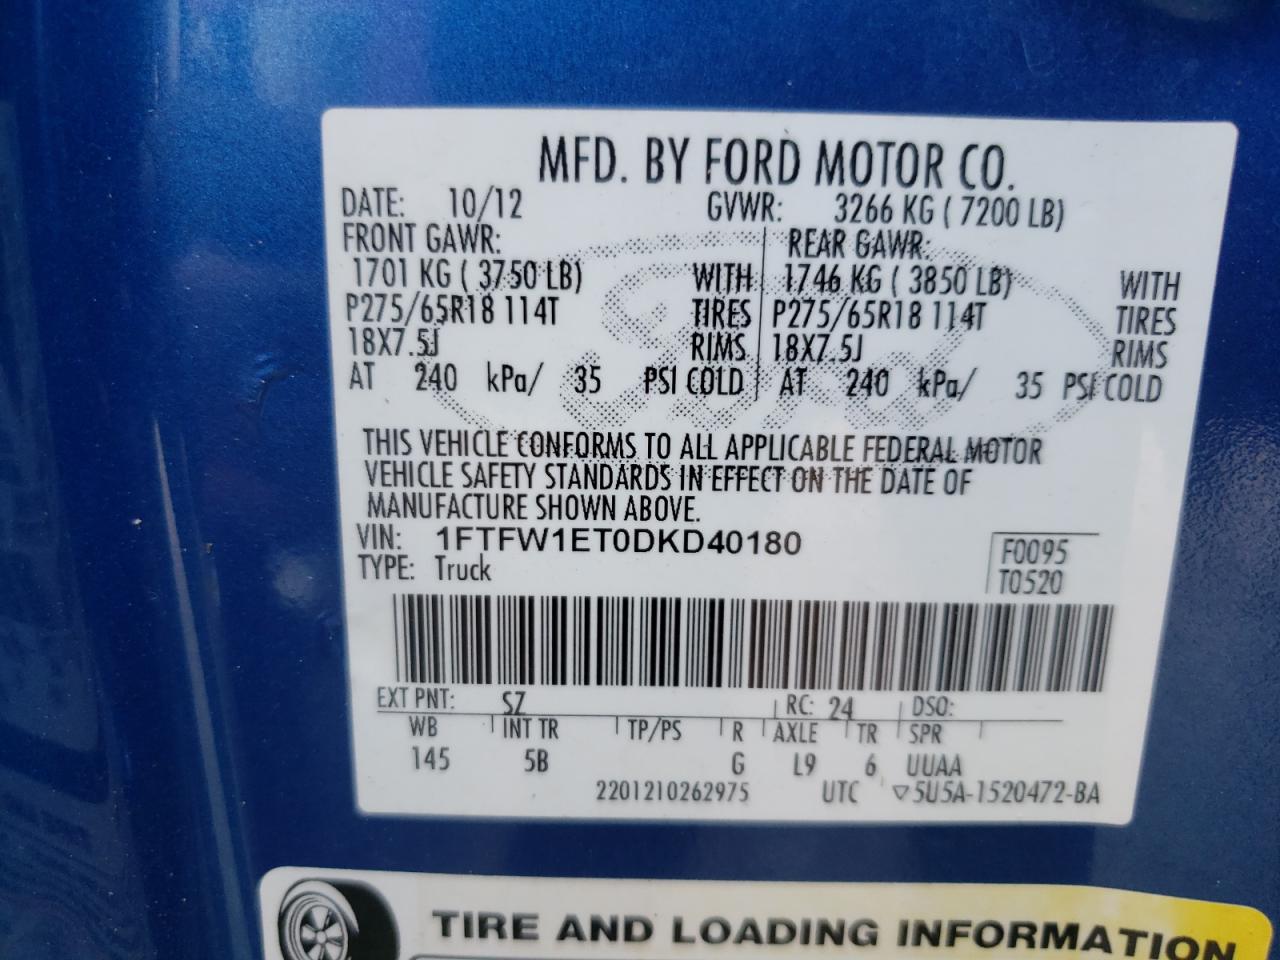 MFD. BY FORD MOTOR CO.
DATE: 10/12 GVWR: 3266 KG ( 7200 LB)
FRONT GAWR: REAR GAWR:
1701 KG ( 3750 LB) WITH 1746 KG ( 3850 LB) WITH
P275/65R18 114T TIRES P275/65R18 114T TIRES
18X7.5J RIMS 18X7.5J RIMS
AT 240 kPa/ 35 PSI COLD AT 240 kPa/ 35 PSI COLD
THIS VEHICLE CONFORMS TO ALL APPLICABLE FEDERAL MOTOR
VEHICLE SAFETY STANDARDS IN EFFECT ON THE DATE OF
MANUFACTURE SHOWN ABOVE.
VIN: 1FTFW1ET0DKD40180 F0095
TYPE: Truck T0520
EXT PNT: SZ RC: 24 DSO:
WB INT TR TP/PS R AXLE TR SPR
145 5B G L9 6 UUAA
2201210262975 UTC ▽5U5A-1520472-BA
TIRE AND LOADING INFORMATION